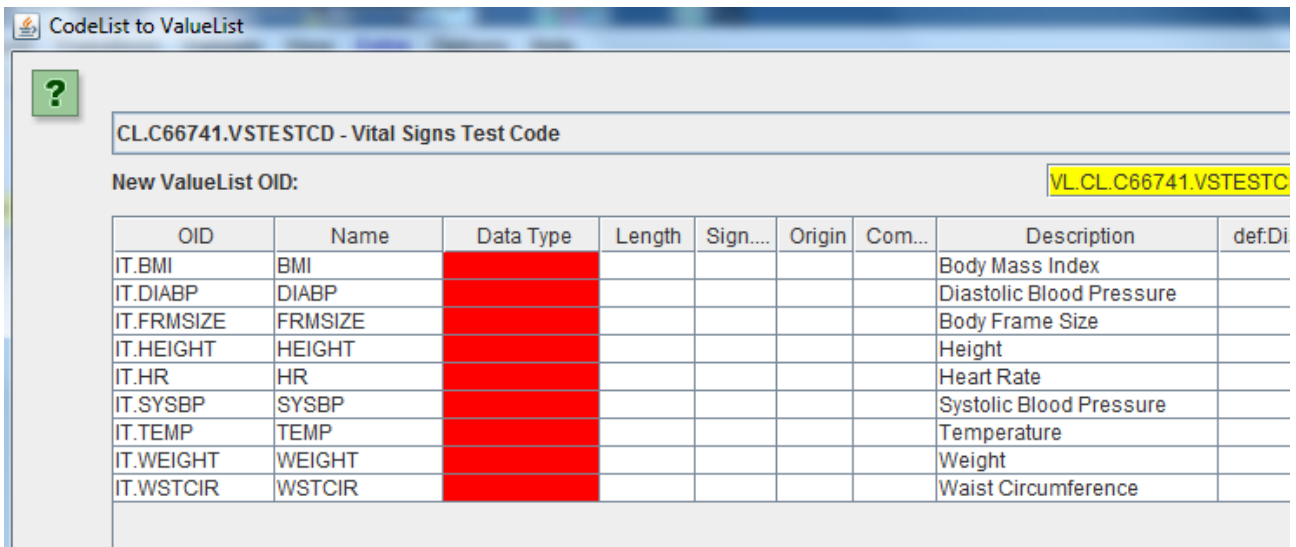 CodeList to ValueList
?
CL.C66741.VSTESTCD - Vital Signs Test Code
New ValueList OID: VL.CL.C66741.VSTESTC
OID Name Data Type Length Sign.... Origin Com... Description def:Di
IT.BMI BMI Body Mass Index
IT.DIABP DIABP Diastolic Blood Pressure
IT.FRMSIZE FRMSIZE Body Frame Size
IT.HEIGHT HEIGHT Height
IT.HR HR Heart Rate
IT.SYSBP SYSBP Systolic Blood Pressure
IT.TEMP TEMP Temperature
IT.WEIGHT WEIGHT Weight
IT.WSTCIR WSTCIR Waist Circumference